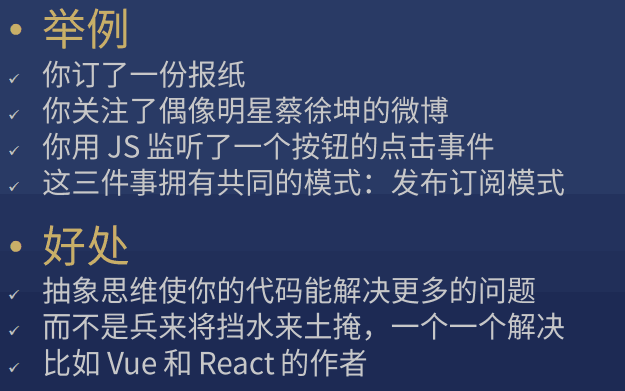 • 举例
✓ 你订了一份报纸
✓ 你关注了偶像明星蔡徐坤的微博
✓ 你用 JS 监听了一个按钮的点击事件
✓ 这三件事拥有共同的模式：发布订阅模式
• 好处
✓ 抽象思维使你的代码能解决更多的问题
✓ 而不是兵来将挡水来土掩，一个一个解决
✓ 比如 Vue 和 React 的作者